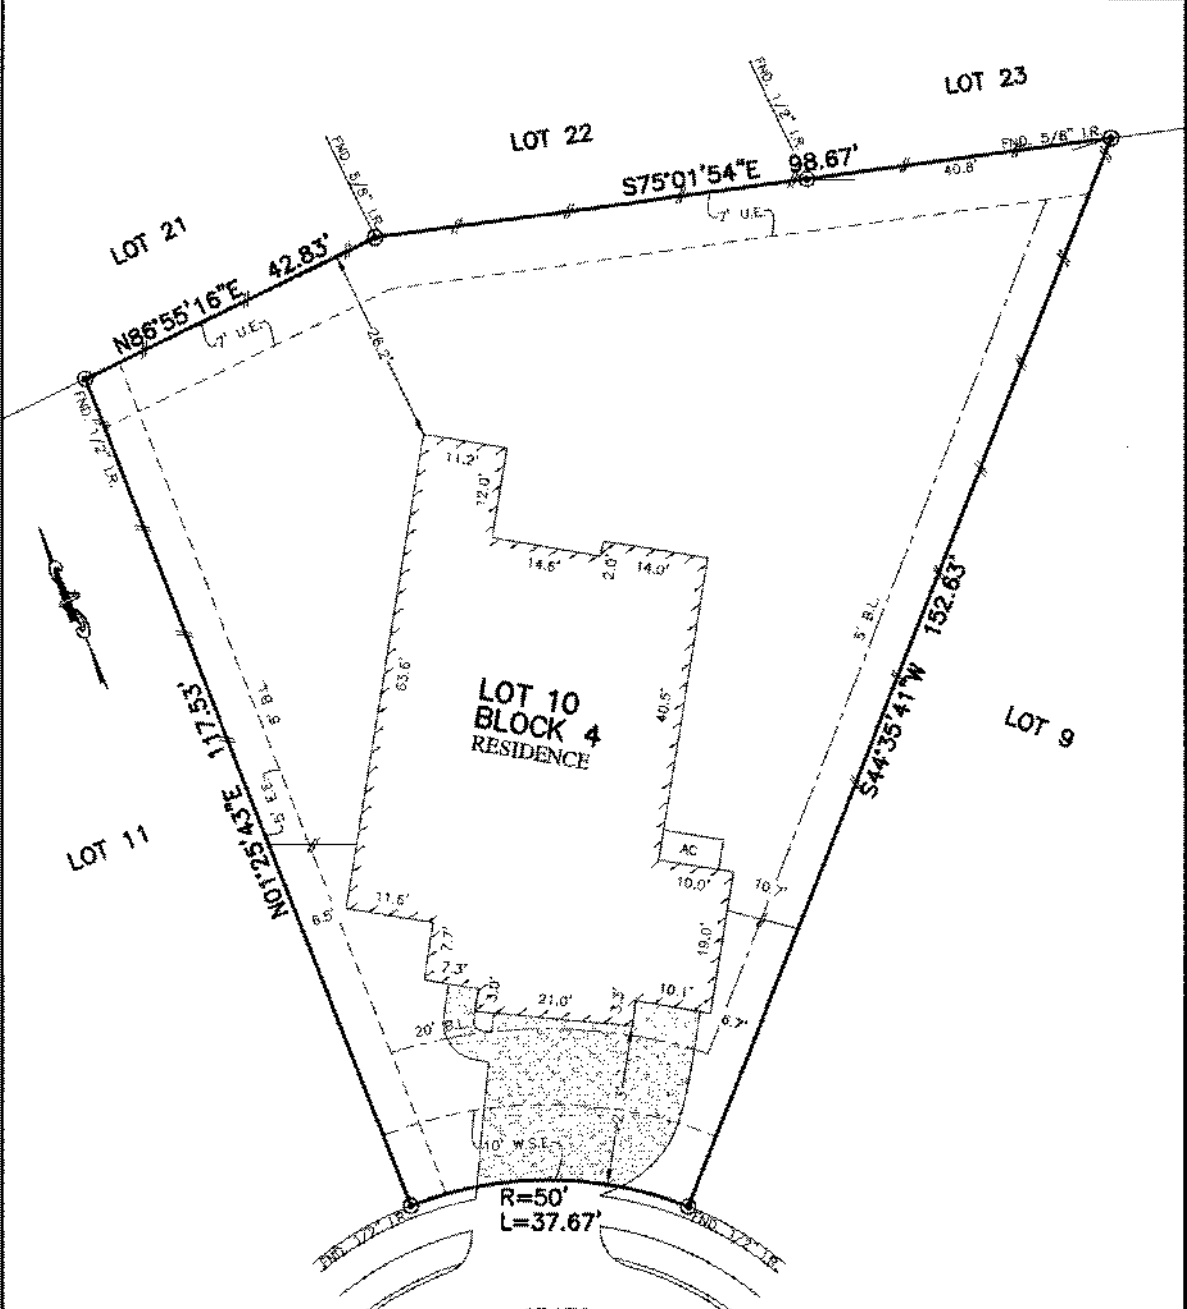 LOT 23
FND. 1/2" I.R.
LOT 22
FND. 5/8" I.R.
FND. 5/8" I.R.
S75°01'54"E 98.67'
40.8'
7' U.E.
LOT 21
N86°55'16"E 42.83'
7' U.E.
26.2'
FND. 1/2" I.R.
11.2'
12.0'
14.6'
2.0'
14.0'
63.6'
40.5'
LOT 10
BLOCK 4
RESIDENCE
5' B.L.
S44°35'41"W 152.63'
LOT 9
5' B.L.
N01°25'43"E 117.53'
LOT 11
AC
10.0'
10.7'
11.6'
6.5'
7.7'
7.3'
3.0'
21.0'
3.3'
10.1'
19.0'
6.7'
20' B.L.
10' W.S.E.
R=50'
L=37.67'
FND. 1/2" I.R.
FND. 1/2" I.R.